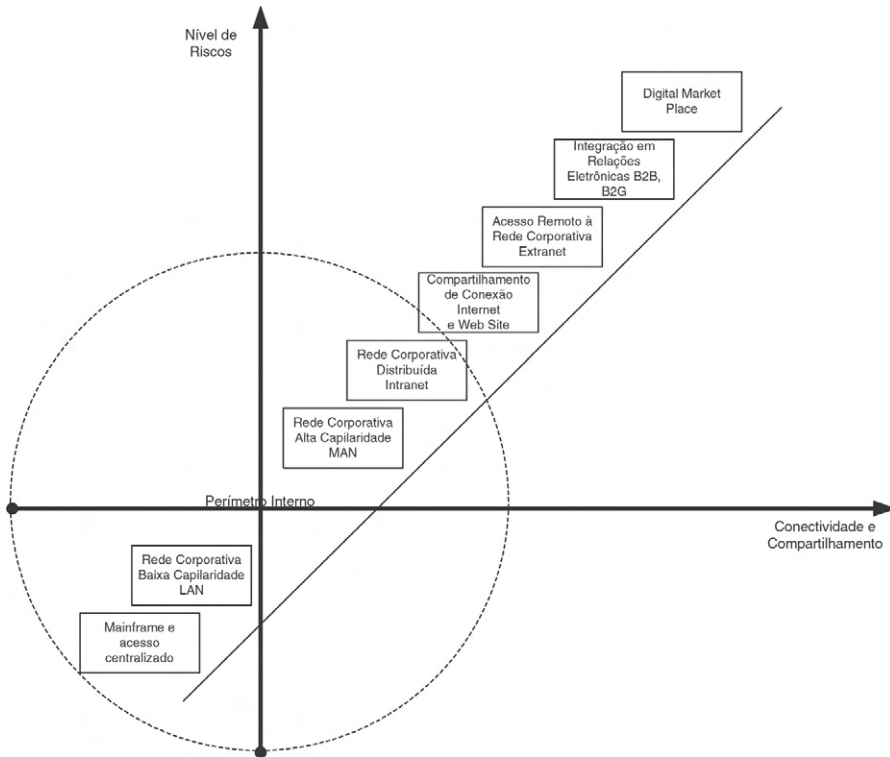 Nível de
Riscos
Digital Market
Place
Integração em
Relações
Eletrônicas B2B,
B2G
Acesso Remoto à
Rede Corporativa
Extranet
Compartilhamento
de Conexão
Internet
e Web Site
Rede Corporativa
Distribuída
Intranet
Rede Corporativa
Alta Capilaridade
MAN
Perímetro Interno
Conectividade e
Compartilhamento
Rede Corporativa
Baixa Capilaridade
LAN
Mainframe e
acesso
centralizado